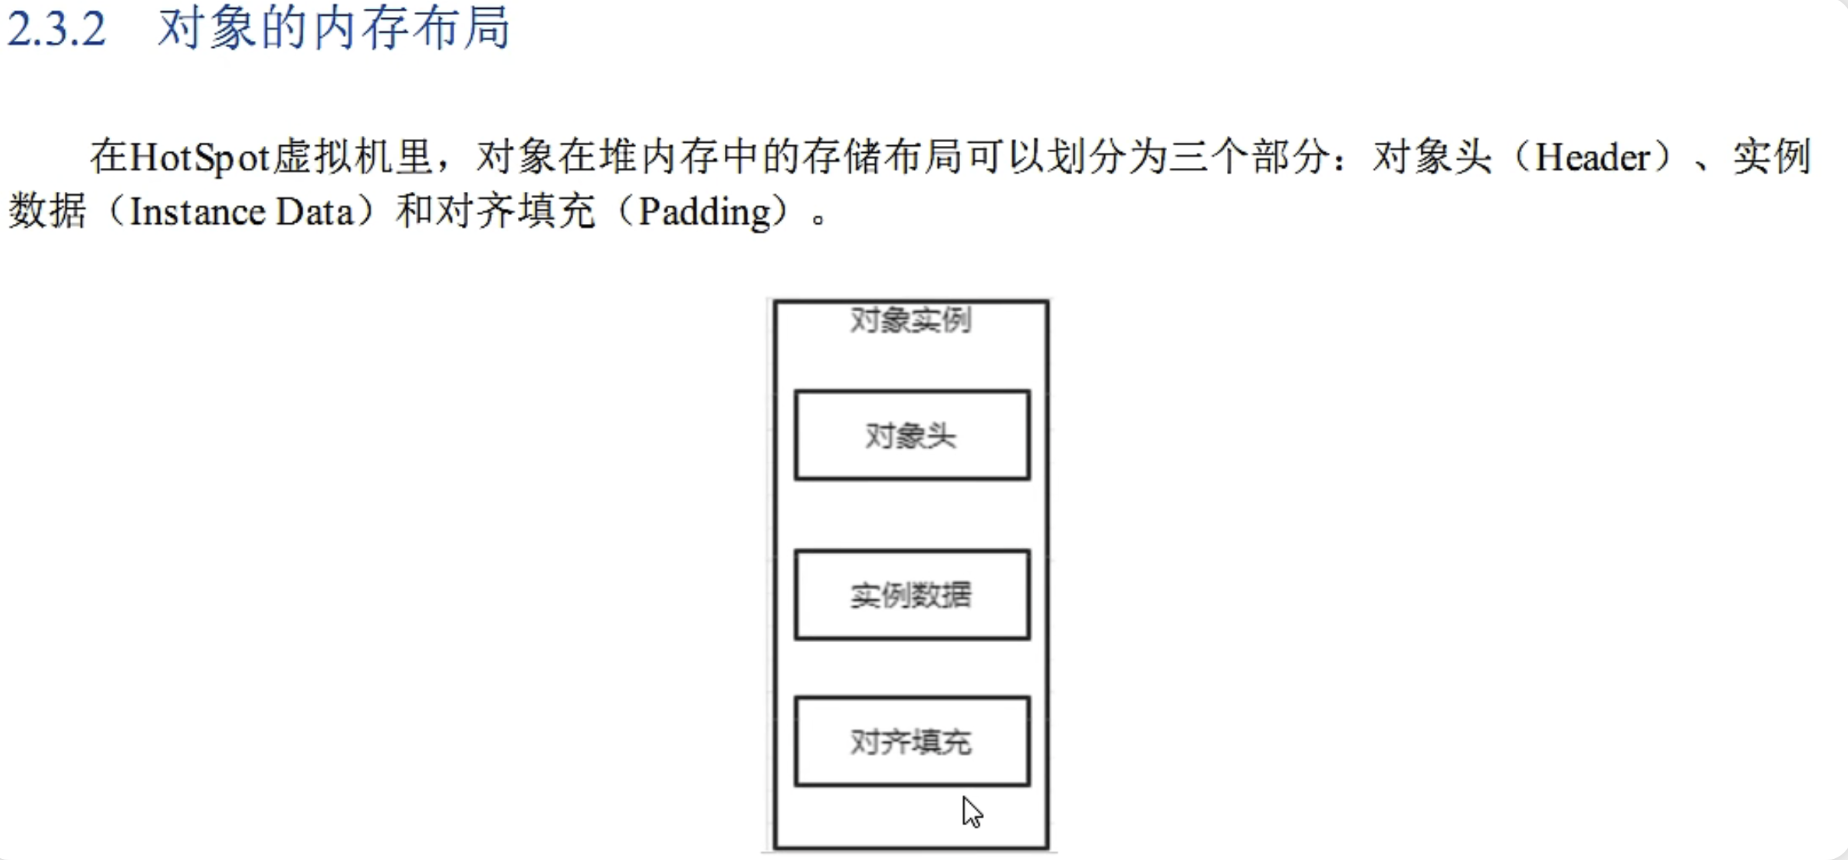 2.3.2 对象的内存布局
在HotSpot虚拟机里，对象在堆内存中的存储布局可以划分为三个部分：对象头（Header）、实例
数据（Instance Data）和对齐填充（Padding）。
对象实例
对象头
实例数据
对齐填充